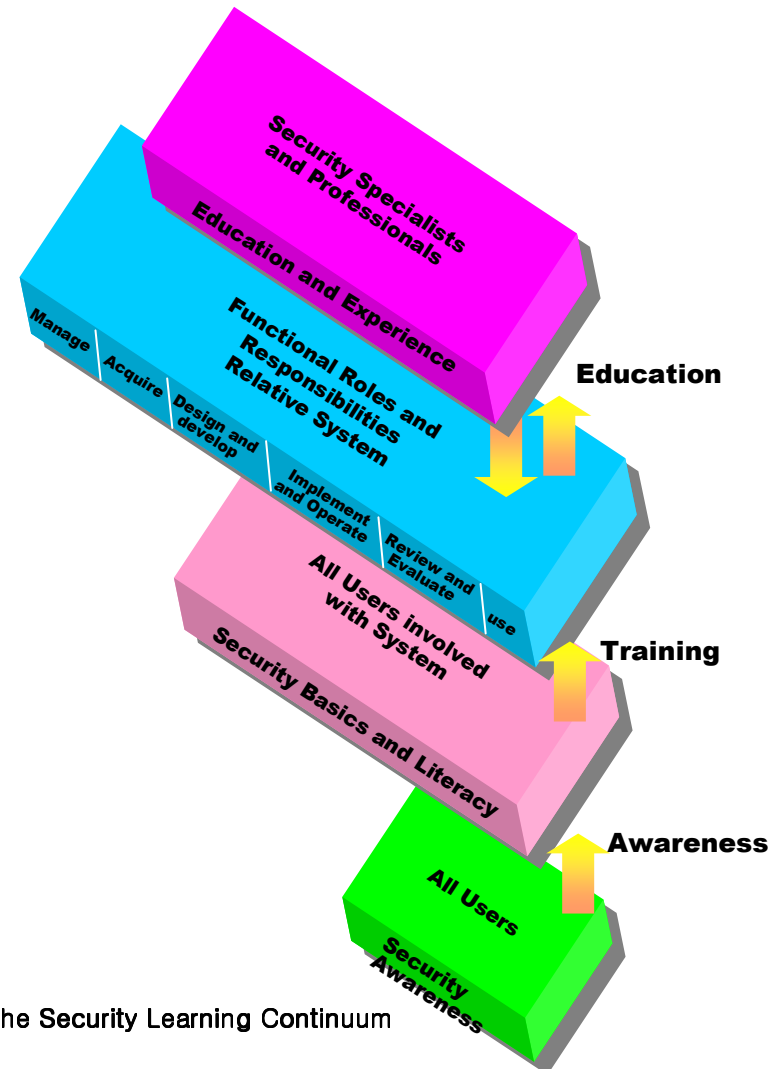 Security Specialists
and Professionals
Education and Experience
Functional Roles and
Responsibilities
Relative System
Manage
Acquire
Design and
develop
Implement
and Operate
Review and
Evaluate
use
Education
All Users involved
with System
Security Basics and Literacy
Training
Awareness
All Users
Security
Awareness
he Security Learning Continuum